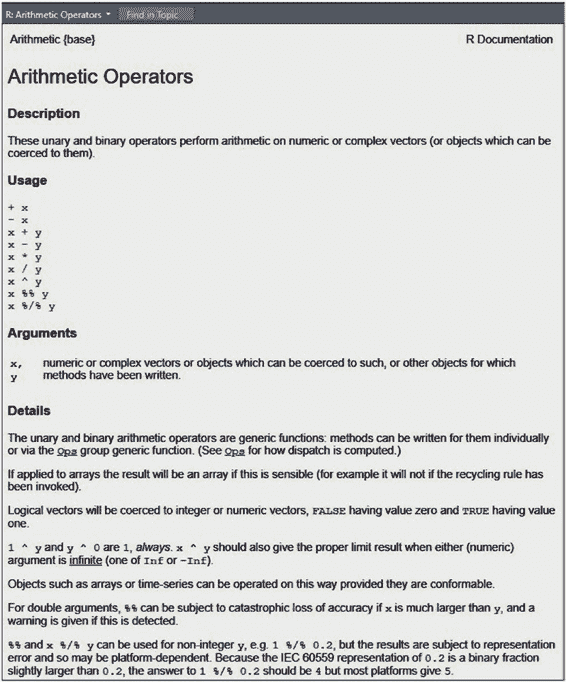 R: Arithmetic Operators Find in Topic
Arithmetic {base} R Documentation
Arithmetic Operators
Description
These unary and binary operators perform arithmetic on numeric or complex vectors (or objects which can be
coerced to them).
Usage
+ x
- x
x + y
x - y
x * y
x / y
x ^ y
x %% y
x %/% y
Arguments
x, numeric or complex vectors or objects which can be coerced to such, or other objects for which
y methods have been written.
Details
The unary and binary arithmetic operators are generic functions: methods can be written for them individually
or via the Ops group generic function. (See Ops for how dispatch is computed.)
If applied to arrays the result will be an array if this is sensible (for example it will not if the recycling rule has
been invoked).
Logical vectors will be coerced to integer or numeric vectors, FALSE having value zero and TRUE having value
one.
1 ^ y and y ^ 0 are 1, always. x ^ y should also give the proper limit result when either (numeric)
argument is infinite (one of Inf or -Inf).
Objects such as arrays or time-series can be operated on this way provided they are conformable.
For double arguments, %% can be subject to catastrophic loss of accuracy if x is much larger than y, and a
warning is given if this is detected.
%% and x %/% y can be used for non-integer y, e.g. 1 %/% 0.2, but the results are subject to representation
error and so may be platform-dependent. Because the IEC 60559 representation of 0.2 is a binary fraction
slightly larger than 0.2, the answer to 1 %/% 0.2 should be 4 but most platforms give 5.